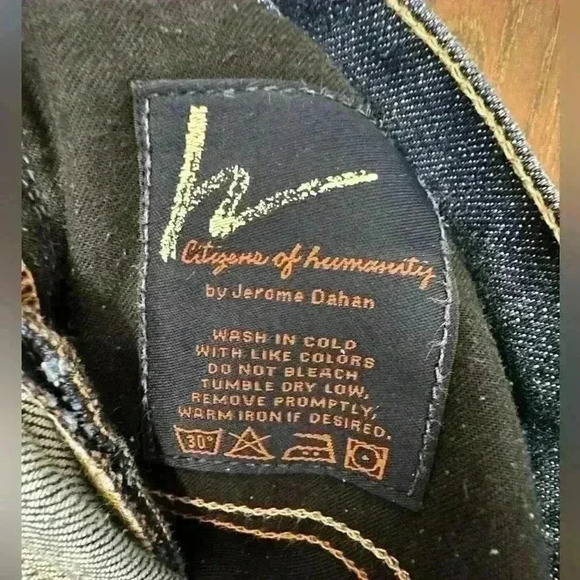 h
Citizens of humanity
by Jerome Dahan
WASH IN COLD
WITH LIKE COLORS
DO NOT BLEACH
TUMBLE DRY LOW,
REMOVE PROMPTLY,
WARM IRON IF DESIRED.
30°